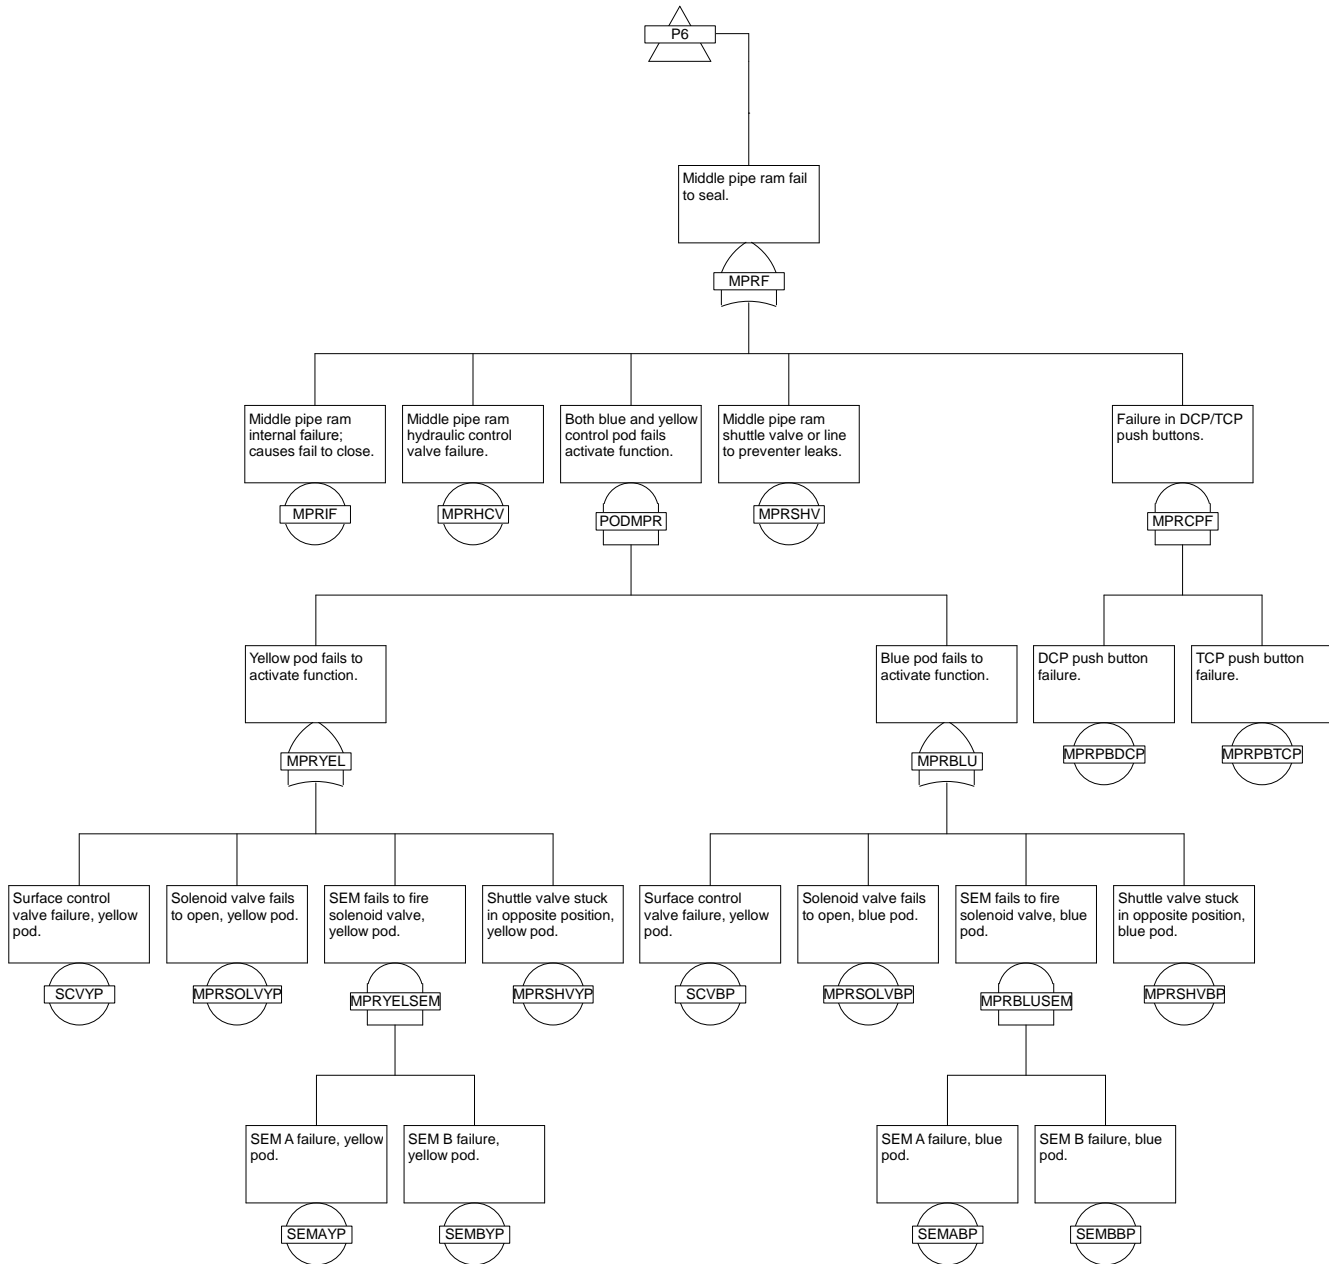 P6
Middle pipe ram fail
to seal.
MPRF
Middle pipe ram
internal failure;
causes fail to close.
MPRIF
Middle pipe ram
hydraulic control
valve failure.
MPRHCV
Both blue and yellow
control pod fails
activate function.
PODMPR
Middle pipe ram
shuttle valve or line
to preventer leaks.
MPRSHV
Failure in DCP/TCP
push buttons.
MPRCPF
Yellow pod fails to
activate function.
MPRYEL
Blue pod fails to
activate function.
MPRBLU
DCP push button
failure.
MPRPBDCP
TCP push button
failure.
MPRPBTCP
Surface control
valve failure, yellow
pod.
SCVYP
Solenoid valve fails
to open, yellow pod.
MPRSOLVYP
SEM fails to fire
solenoid valve,
yellow pod.
MPRYELSEM
Shuttle valve stuck
in opposite position,
yellow pod.
MPRSHVYP
Surface control
valve failure, yellow
pod.
SCVBP
Solenoid valve fails
to open, blue pod.
MPRSOLVBP
SEM fails to fire
solenoid valve, blue
pod.
MPRBLUSEM
Shuttle valve stuck
in opposite position,
blue pod.
MPRSHVBP
SEM A failure, yellow
pod.
SEMAYP
SEM B failure,
yellow pod.
SEMBYP
SEM A failure, blue
pod.
SEMABP
SEM B failure, blue
pod.
SEMBBP